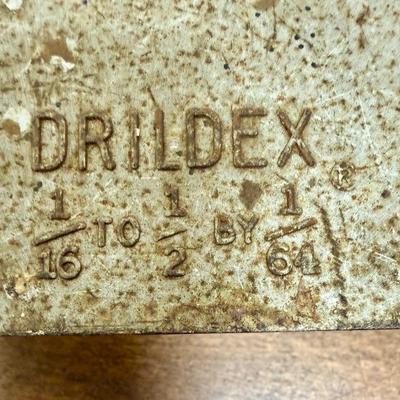 DRILDEX ®
1/16 TO 1/2 BY 1/64